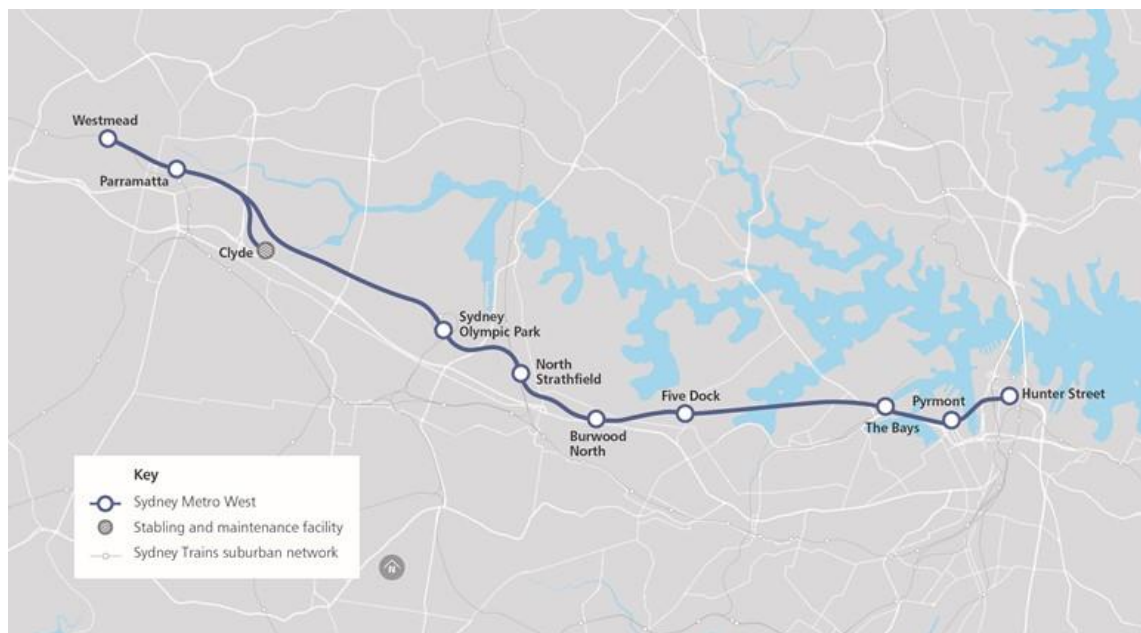 Westmead
Parramatta
Clyde
Sydney
Olympic Park
North
Strathfield
Burwood
North
Five Dock
The Bays
Pyrmont
Hunter Street
Key
Sydney Metro West
Stabling and maintenance facility
Sydney Trains suburban network
N